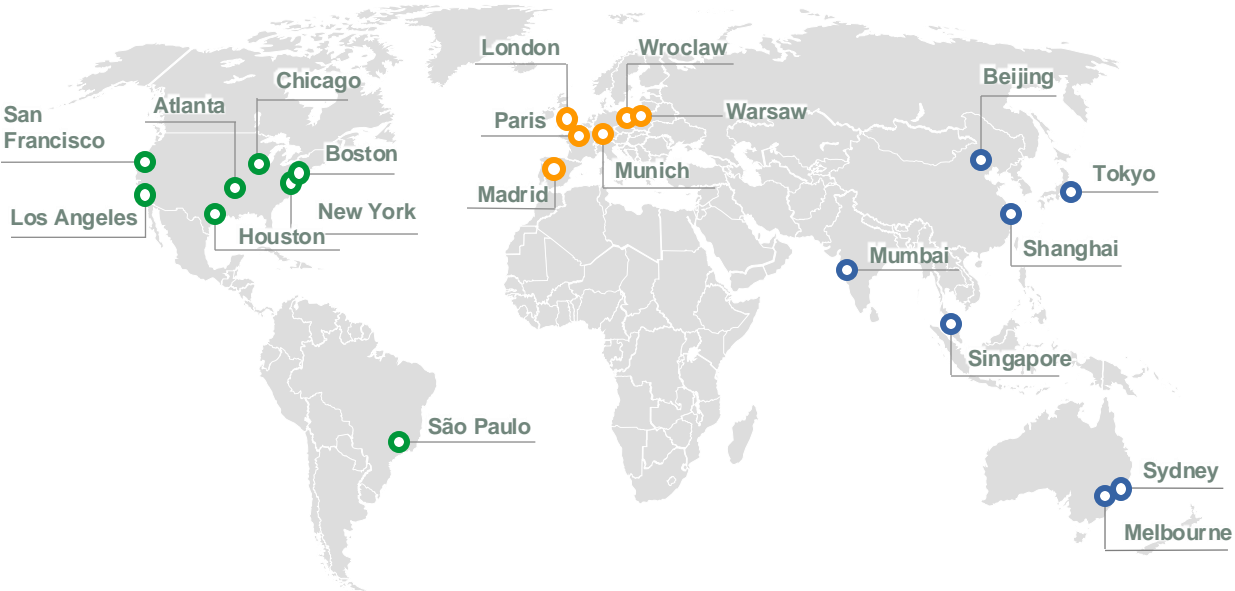 London
Wroclaw
Chicago
Beijing
San
Francisco
Atlanta
Paris
Warsaw
Boston
Munich
Tokyo
Madrid
Los Angeles
New York
Houston
Mumbai
Shanghai
Singapore
São Paulo
Sydney
Melbourne